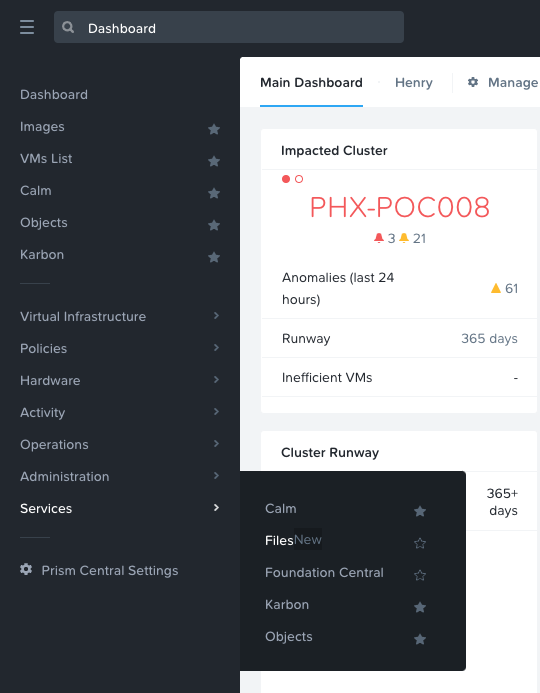 Dashboard
Main Dashboard
Henry
Manage
Dashboard
Images
VMs List
Calm
Objects
Karbon
Virtual Infrastructure
Policies
Hardware
Activity
Operations
Administration
Services
Prism Central Settings
Impacted Cluster
PHX-POC008
3 21
Anomalies (last 24
hours)
61
Runway 365 days
Inefficient VMs -
Cluster Runway
365+
days
Calm
Files New
Foundation Central
Karbon
Objects